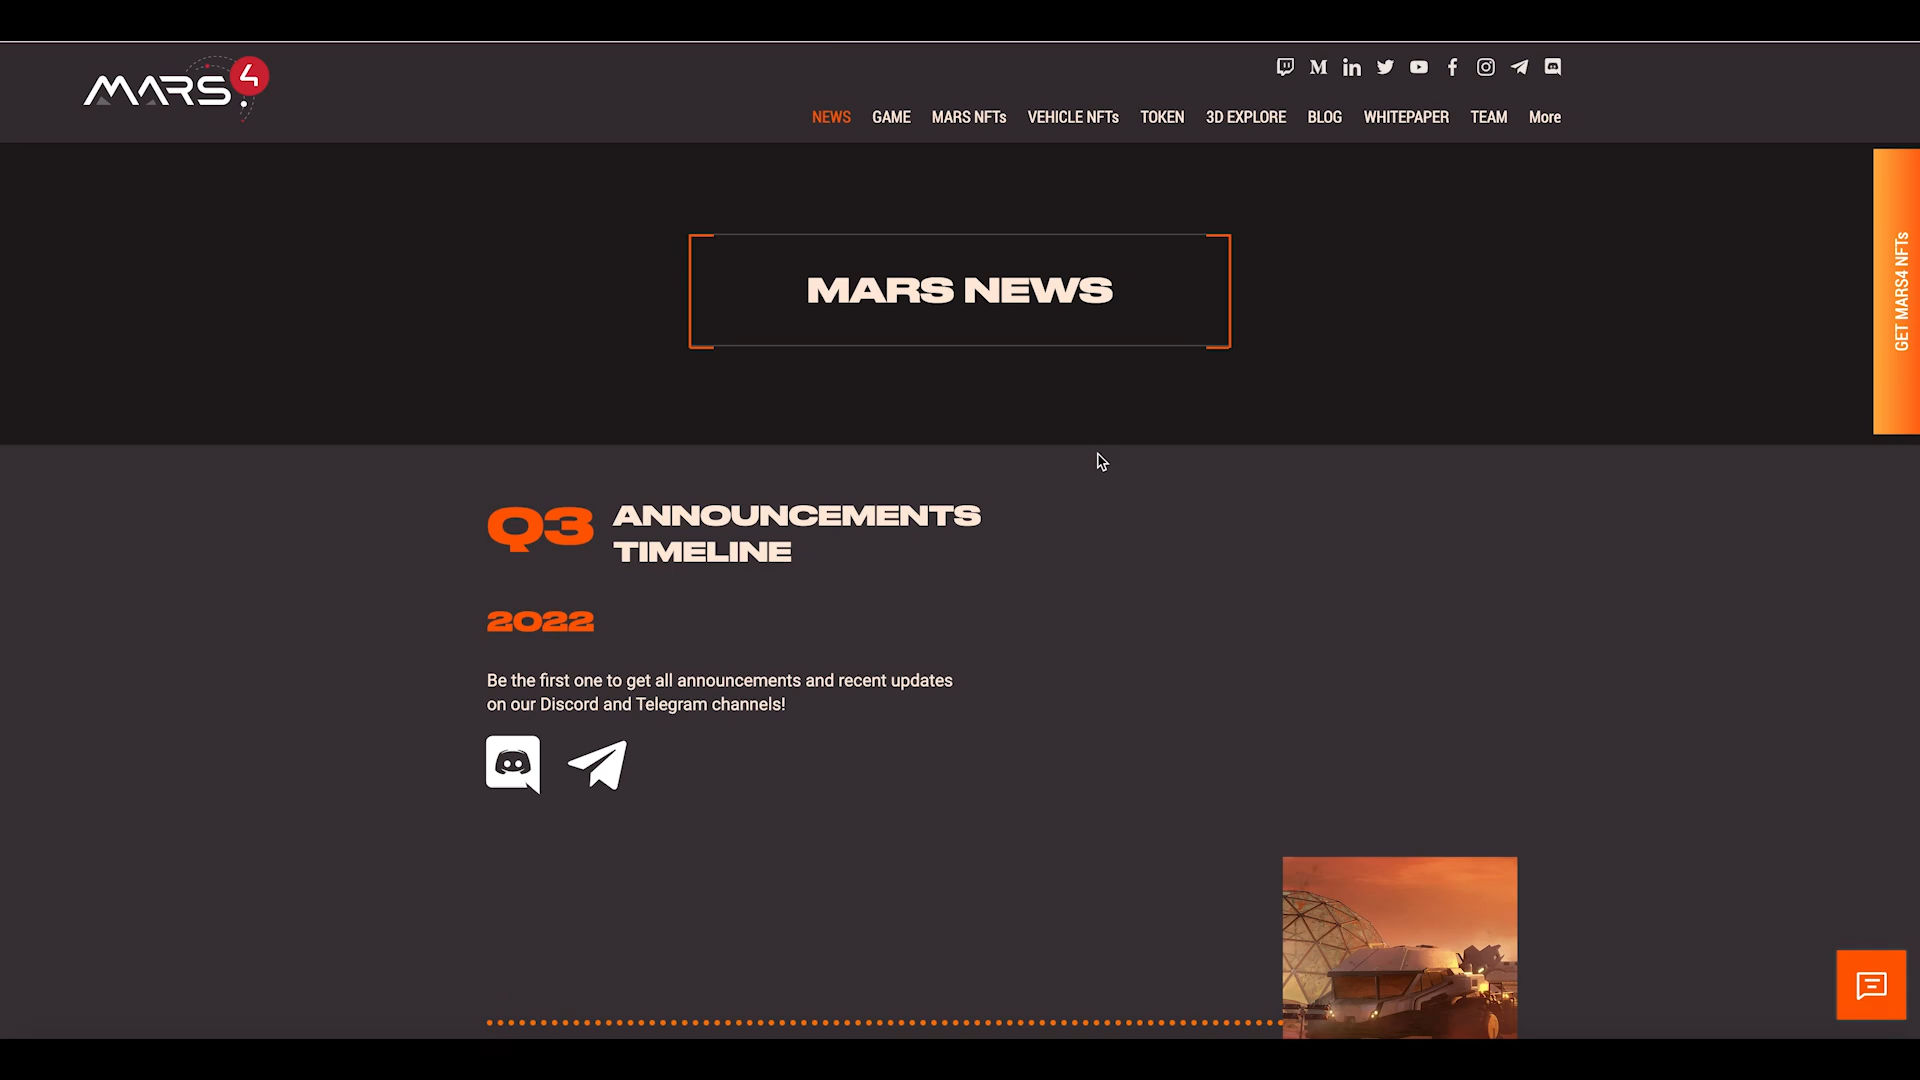 MARS 4
NEWS GAME MARS NFTs VEHICLE NFTs TOKEN 3D EXPLORE BLOG WHITEPAPER TEAM More
GET MARS4 NFTs
MARS NEWS
Q3 ANNOUNCEMENTS
TIMELINE
2022
Be the first one to get all announcements and recent updates
on our Discord and Telegram channels!